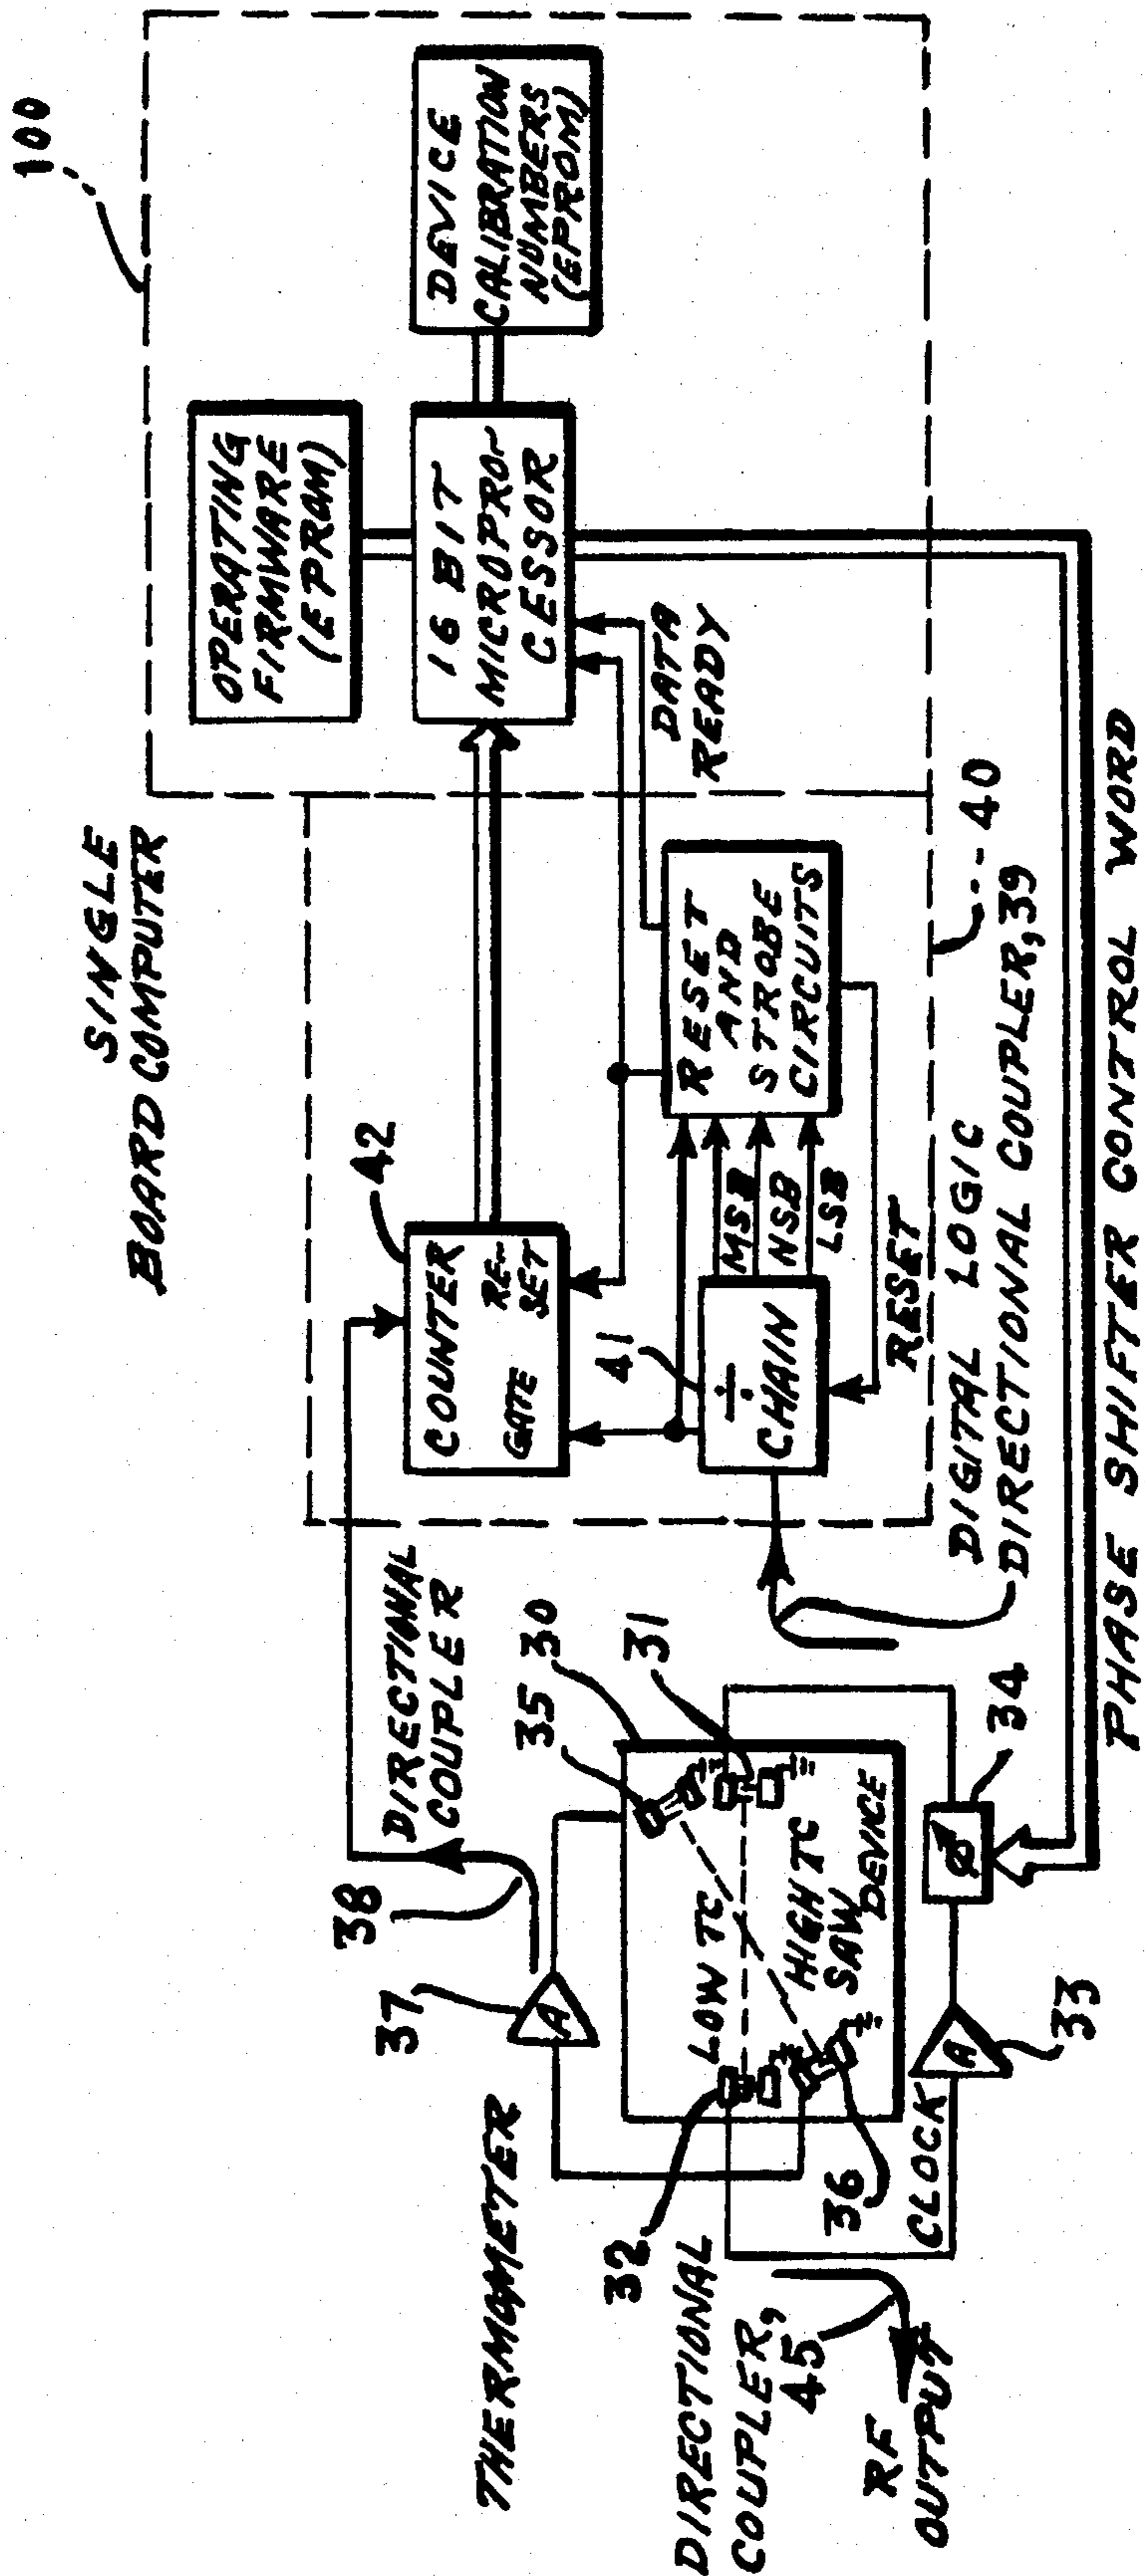 100
SINGLE
BOARD COMPUTER
OPERATING
FIRMWARE
(EPROM)
DEVICE
CALIBRATION
NUMBERS
(EPROM)
16 BIT
MICROPRO-
CESSOR
DATA
READY
42
COUNTER
RE-
SET
GATE
RESET
AND
STROBE
CIRCUITS
41
÷
CHAIN
MSB
NSB
LSB
RESET
40
DIGITAL LOGIC
DIRECTIONAL COUPLER, 39
PHASE SHIFTER CONTROL WORD
THERMOMETER
37
A
38
DIRECTIONAL
COUPLER
35
30
31
LOW TC
HIGH TC
SAW
DEVICE
32
36
DIRECTIONAL
COUPLER,
45
RF
OUTPUT
CLOCK
A
33
Ø
34